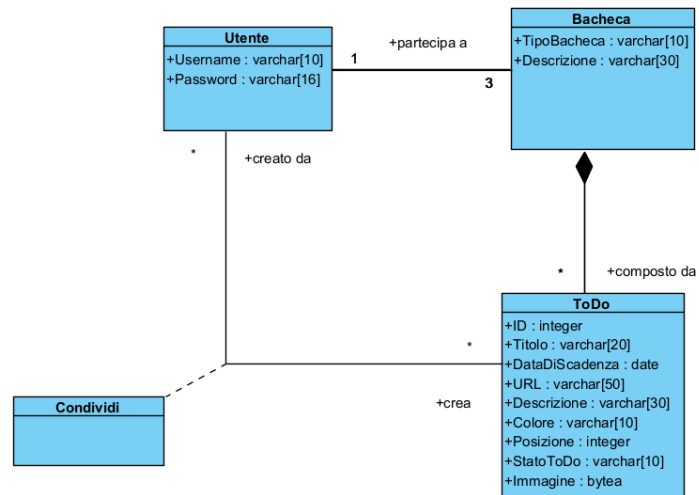 Utente
+Username : varchar[10]
+Password : varchar[16]
1
+partecipa a
3
Bacheca
+TipoBacheca : varchar[10]
+Descrizione : varchar[30]
*
+creato da
*
+composto da
ToDo
+ID : integer
+Titolo : varchar[20]
+DataDiScadenza : date
+URL : varchar[50]
+Descrizione : varchar[30]
+Colore : varchar[10]
+Posizione : integer
+StatoToDo : varchar[10]
+Immagine : bytea
*
+crea
Condividi